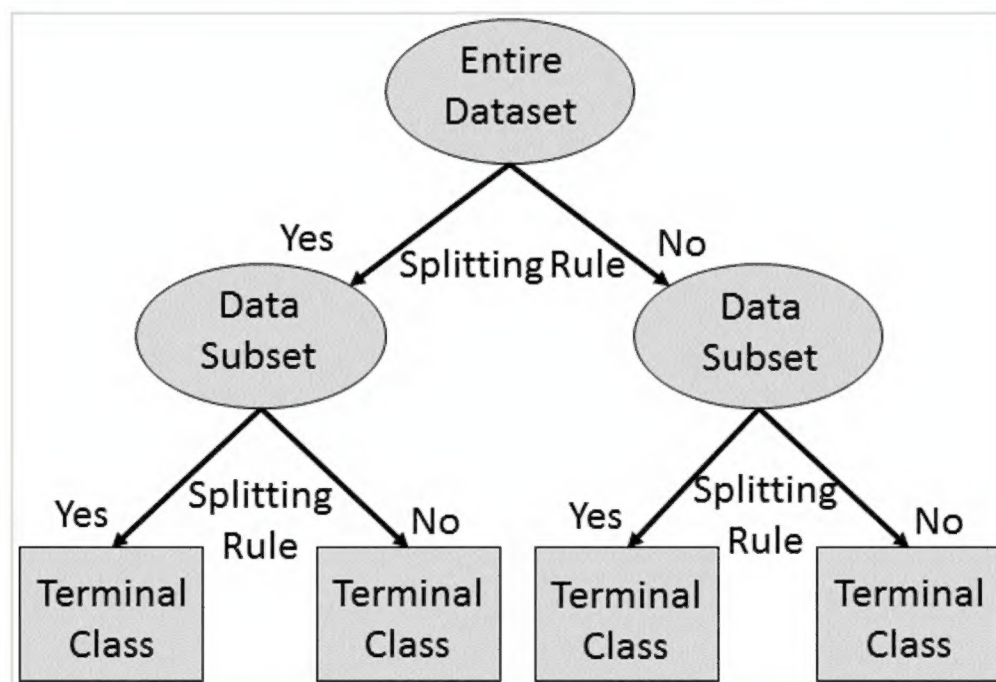 Entire
Dataset
Yes
Splitting Rule
No
Data
Subset
Data
Subset
Yes
Splitting
Rule
No
Yes
Splitting
Rule
No
Terminal
Class
Terminal
Class
Terminal
Class
Terminal
Class